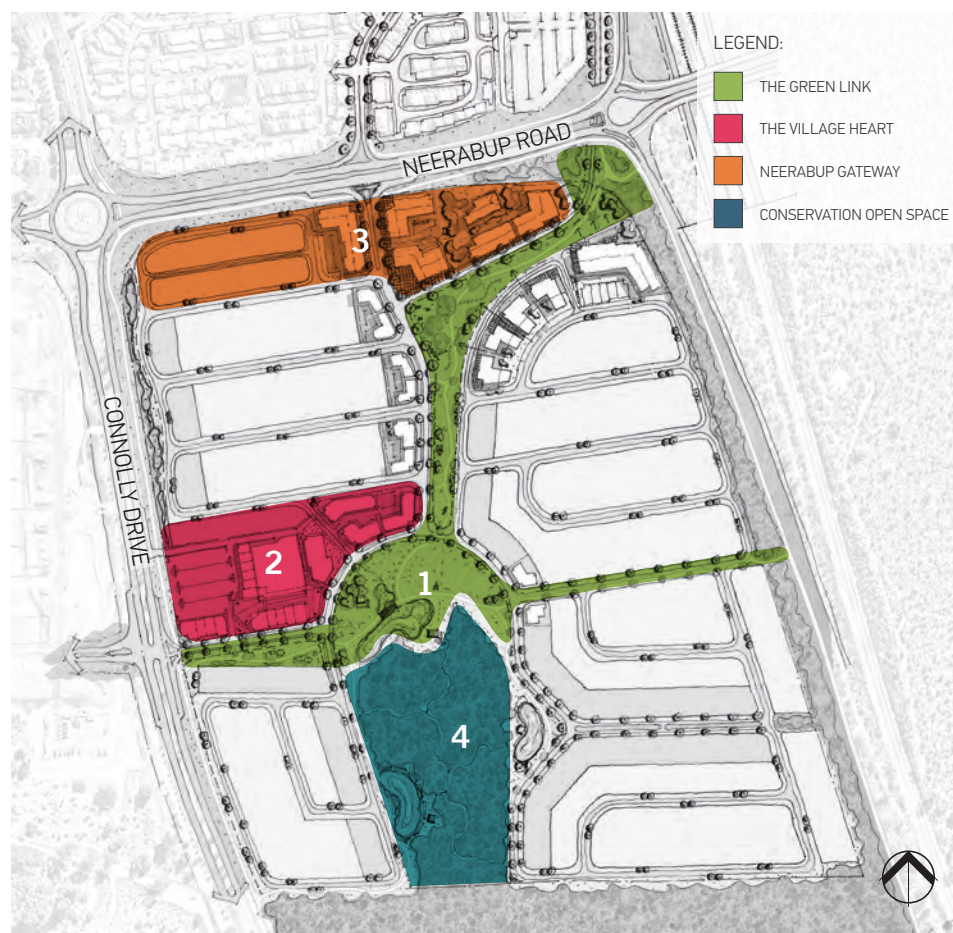 LEGEND:
THE GREEN LINK
THE VILLAGE HEART
NEERABUP GATEWAY
CONSERVATION OPEN SPACE
NEERABUP ROAD
3
CONNOLLY DRIVE
2
1
4